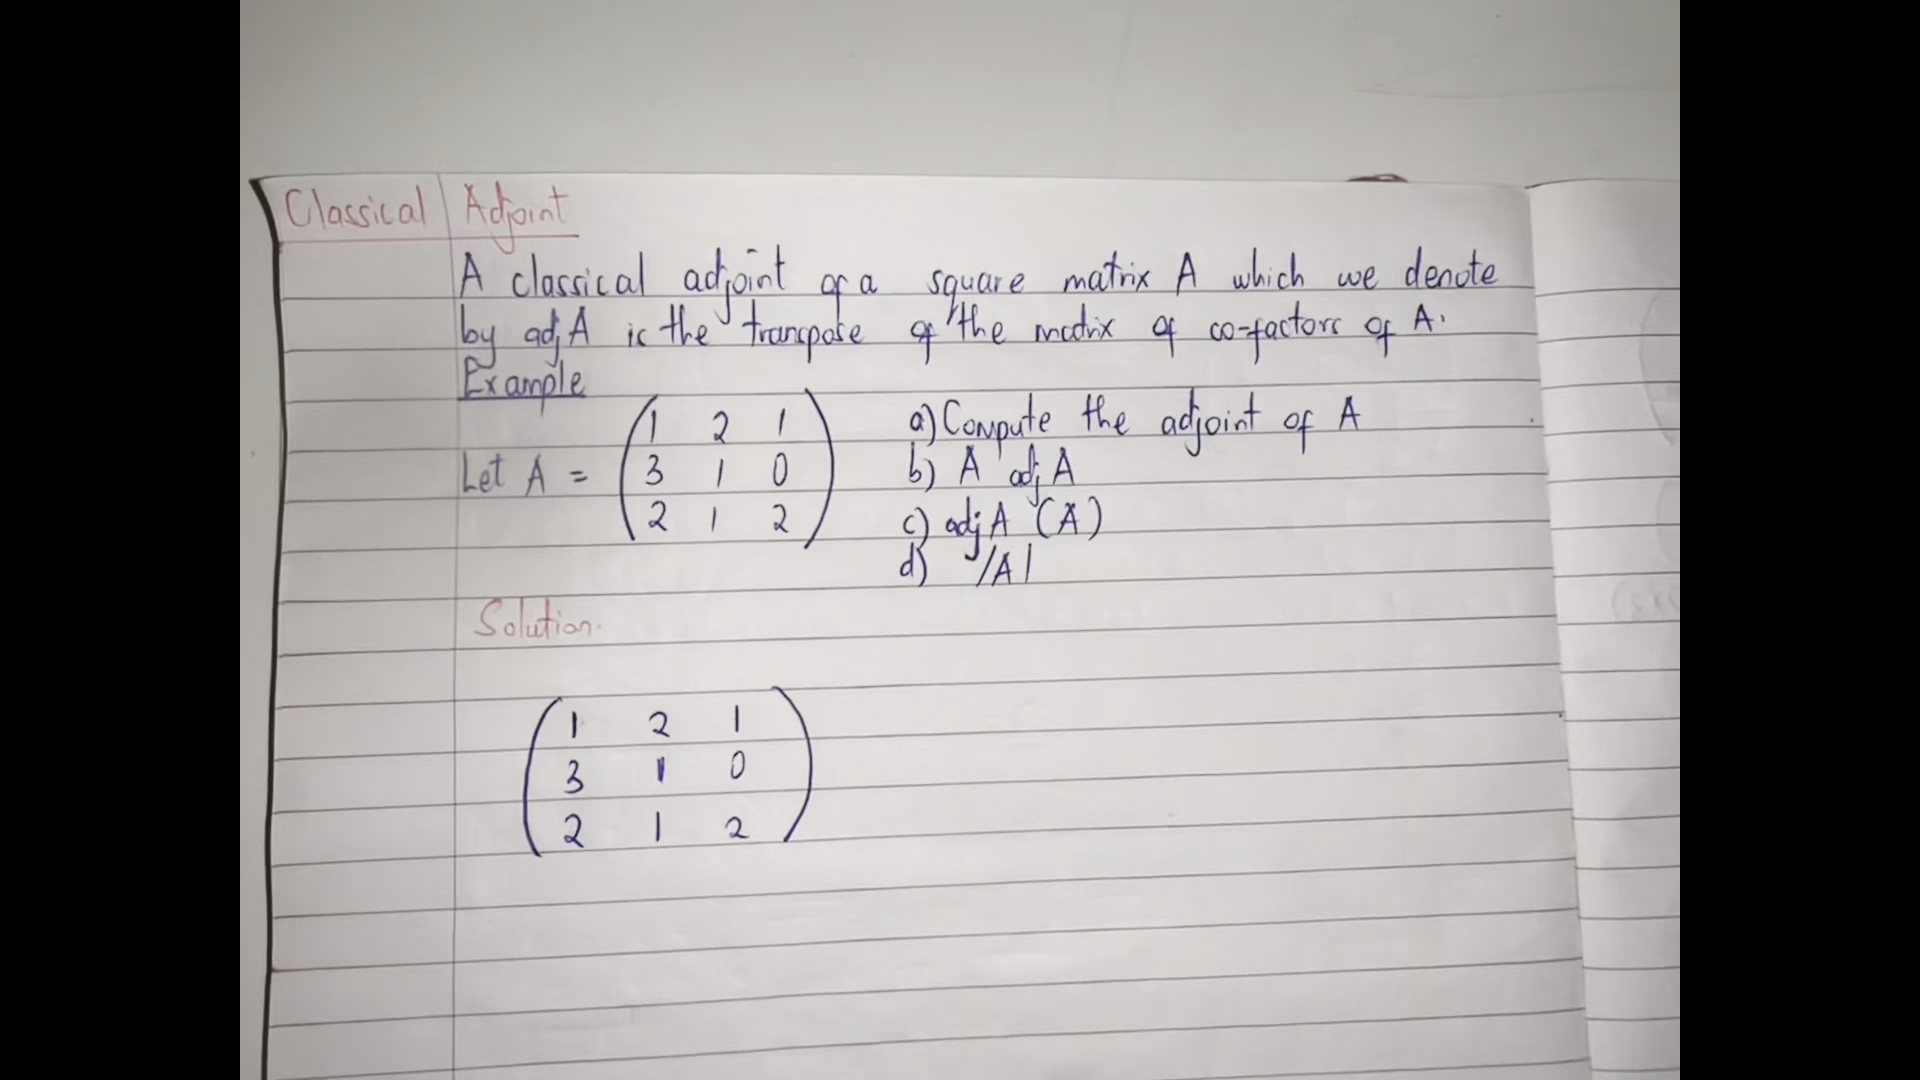 Classical Adjoint
A classical adjoint of a square matrix A which we denote
by adj A is the transpose of the matrix of co-factors of A.
Example
Let A = ( 1 2 1 a) Compute the adjoint of A
3 1 0 b) A adj A
2 1 2 ) c) adj A (A)
d) |A|
Solution.
( 1 2 1
3 1 0
2 1 2 )